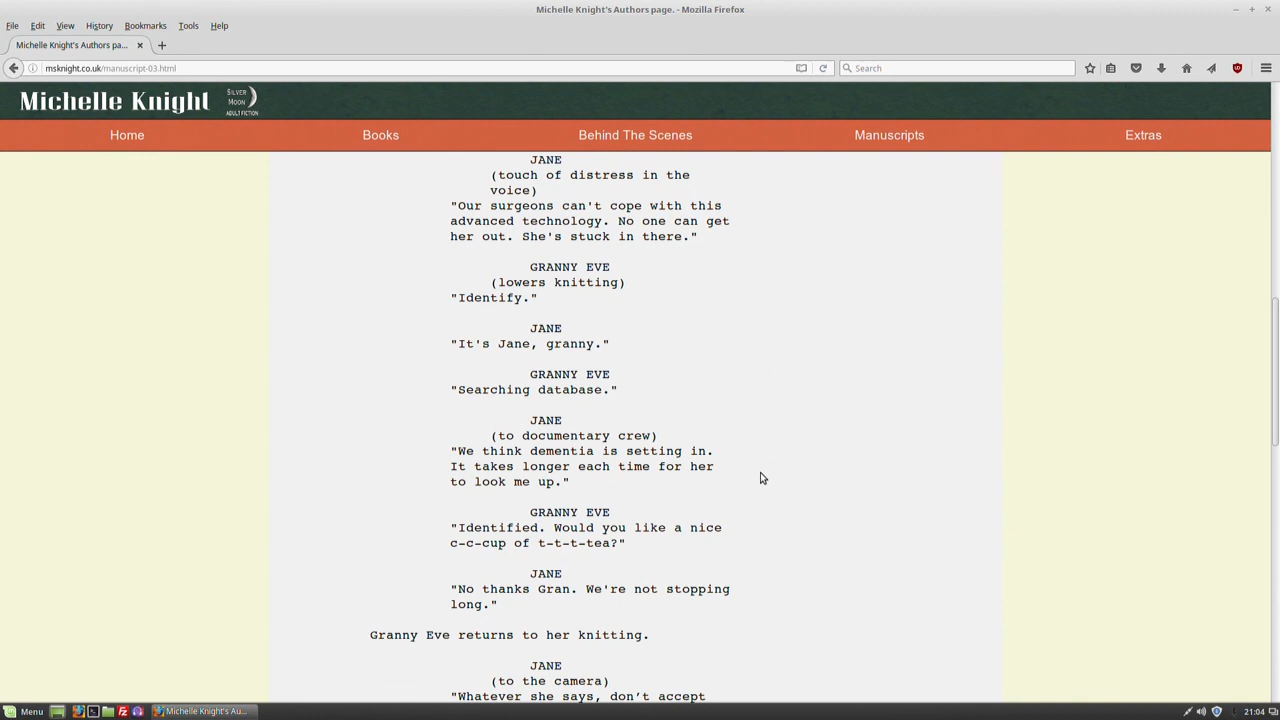 Michelle Knight's Authors page. - Mozilla Firefox
File Edit View History Bookmarks Tools Help
Michelle Knight's Authors pa...
msknight.co.uk/manuscript-03.html
Search
Michelle Knight
SILVER
MOON
ADULT FICTION
Home Books Behind The Scenes Manuscripts Extras
JANE
(touch of distress in the
voice)
"Our surgeons can't cope with this
advanced technology. No one can get
her out. She's stuck in there."
GRANNY EVE
(lowers knitting)
"Identify."
JANE
"It's Jane, granny."
GRANNY EVE
"Searching database."
JANE
(to documentary crew)
"We think dementia is setting in.
It takes longer each time for her
to look me up."
GRANNY EVE
"Identified. Would you like a nice
c-c-cup of t-t-t-tea?"
JANE
"No thanks Gran. We're not stopping
long."
Granny Eve returns to her knitting.
JANE
(to the camera)
"Whatever she says, don’t accept
Menu
Michelle Knight's Au...
21:04